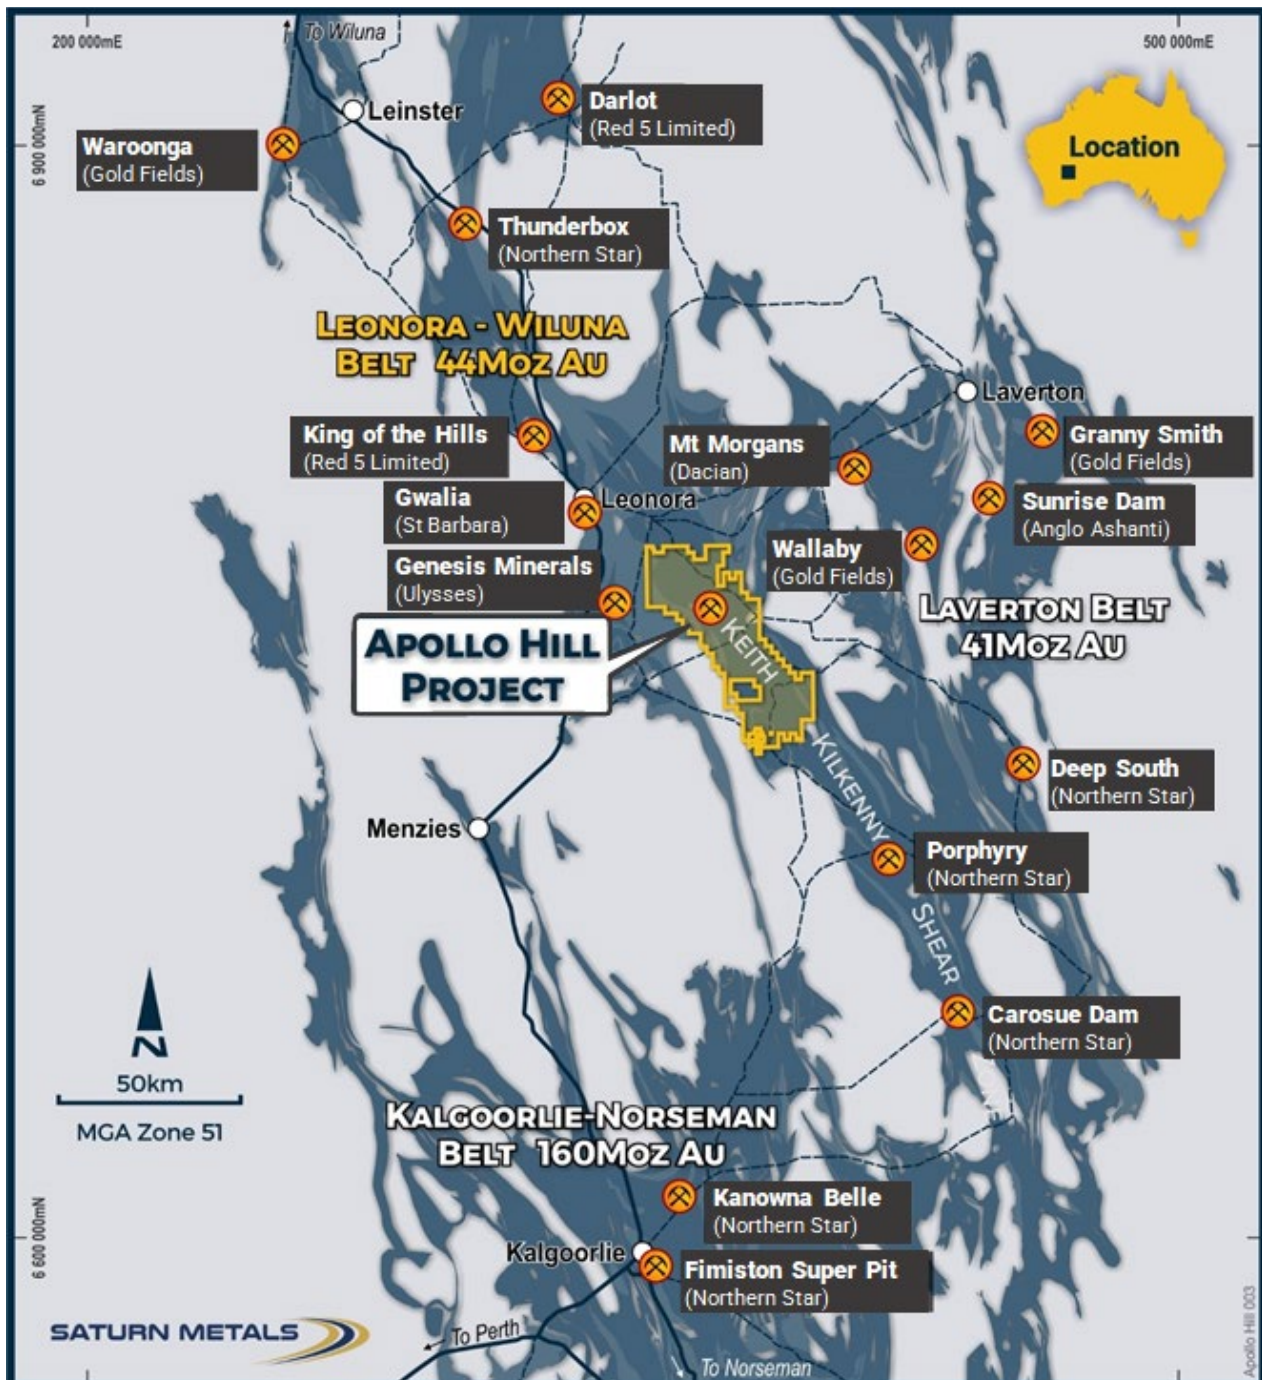 200 000mE
To Wiluna
500 000mE
6 900 000mN
Leinster
Darlot
(Red 5 Limited)
Waroonga
(Gold Fields)
Location
Thunderbox
(Northern Star)
LEONORA - WILUNA
BELT 44MOZ AU
Laverton
King of the Hills
(Red 5 Limited)
Mt Morgans
(Dacian)
Granny Smith
(Gold Fields)
Gwalia
(St Barbara)
Leonora
Sunrise Dam
(Anglo Ashanti)
Genesis Minerals
(Ulysses)
Wallaby
(Gold Fields)
LAVERTON BELT
41MOZ AU
APOLLO HILL
PROJECT
KEITH
KILKENNY
SHEAR
ZONE
Deep South
(Northern Star)
Menzies
Porphyry
(Northern Star)
Carosue Dam
(Northern Star)
N
50km
MGA Zone 51
KALGOORLIE-NORSEMAN
BELT 160MOZ AU
Kanowna Belle
(Northern Star)
6 600 000mN
Kalgoorlie
Fimiston Super Pit
(Northern Star)
SATURN METALS
To Perth
To Norseman
Apollo Hill 003